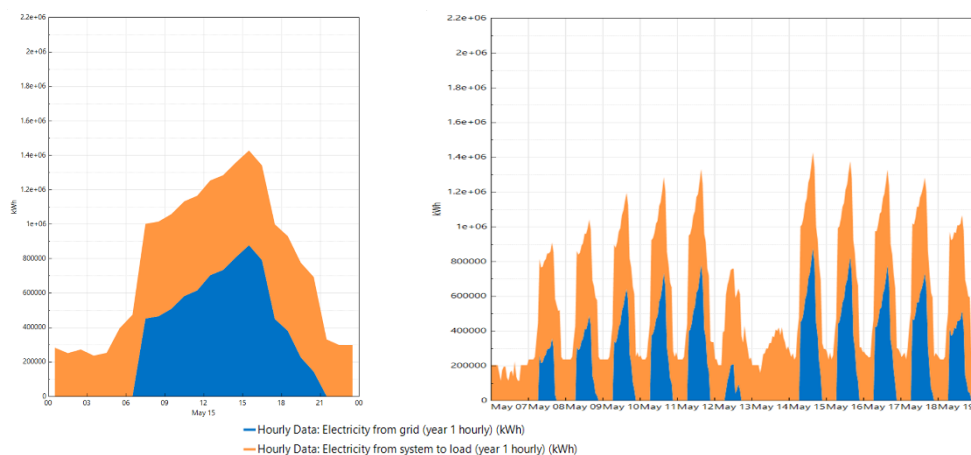 2.2e+06
2e+06
1.8e+06
1.6e+06
1.4e+06
1.2e+06
1e+06
800000
600000
400000
200000
0
kWh
00 03 06 09 12 15 18 21 00
May 15
2.2e+06
2e+06
1.8e+06
1.6e+06
1.4e+06
1.2e+06
1e+06
800000
600000
400000
200000
0
kWh
May 07 May 08 May 09 May 10 May 11 May 12 May 13 May 14 May 15 May 16 May 17 May 18 May 19
Hourly Data: Electricity from grid (year 1 hourly) (kWh)
Hourly Data: Electricity from system to load (year 1 hourly) (kWh)